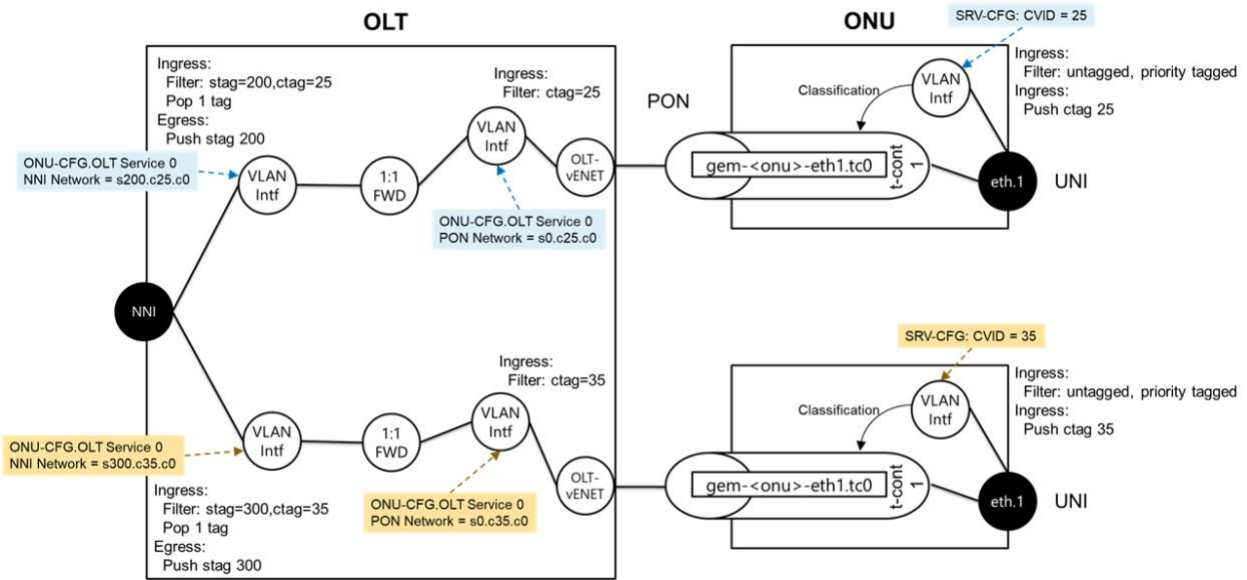 OLT
ONU
SRV-CFG: CVID = 25
Ingress:
Filter: stag=200,ctag=25
Pop 1 tag
Egress:
Push stag 200
Ingress:
Filter: ctag=25
PON
Classification
VLAN
Intf
Ingress:
Filter: untagged, priority tagged
Ingress:
Push ctag 25
ONU-CFG.OLT Service 0
NNI Network = s200.c25.c0
VLAN
Intf
1:1
FWD
VLAN
Intf
OLT-
vENET
gem-<onu>-eth1.tc0
t-cont
1
eth.1
UNI
ONU-CFG.OLT Service 0
PON Network = s0.c25.c0
NNI
SRV-CFG: CVID = 35
Ingress:
Filter: ctag=35
Classification
VLAN
Intf
Ingress:
Filter: untagged, priority tagged
Ingress:
Push ctag 35
ONU-CFG.OLT Service 0
NNI Network = s300.c35.c0
VLAN
Intf
1:1
FWD
VLAN
Intf
OLT-
vENET
gem-<onu>-eth1.tc0
t-cont
1
eth.1
UNI
Ingress:
Filter: stag=300,ctag=35
Pop 1 tag
Egress:
Push stag 300
ONU-CFG.OLT Service 0
PON Network = s0.c35.c0